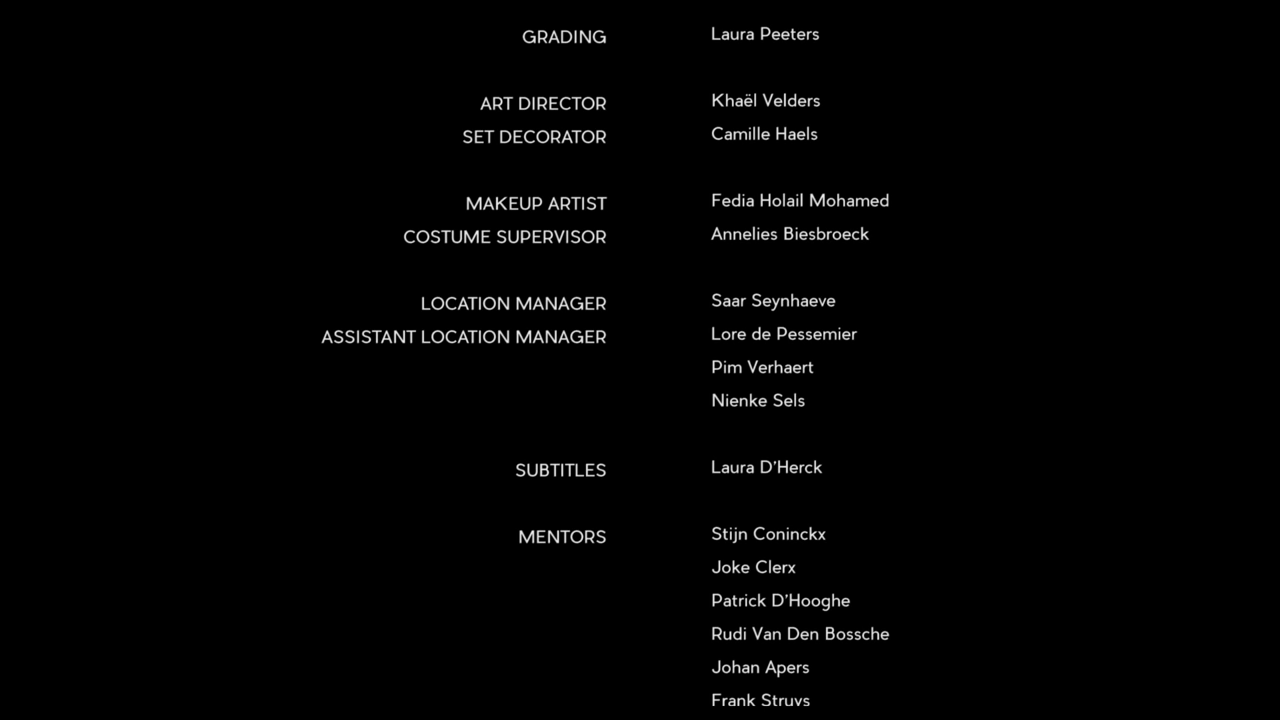 GRADING Laura Peeters
ART DIRECTOR Khaël Velders
SET DECORATOR Camille Haels
MAKEUP ARTIST Fedia Holail Mohamed
COSTUME SUPERVISOR Annelies Biesbroeck
LOCATION MANAGER Saar Seynhaeve
ASSISTANT LOCATION MANAGER Lore de Pessemier
Pim Verhaert
Nienke Sels
SUBTITLES Laura D'Herck
MENTORS Stijn Coninckx
Joke Clerx
Patrick D'Hooghe
Rudi Van Den Bossche
Johan Apers
Frank Struys